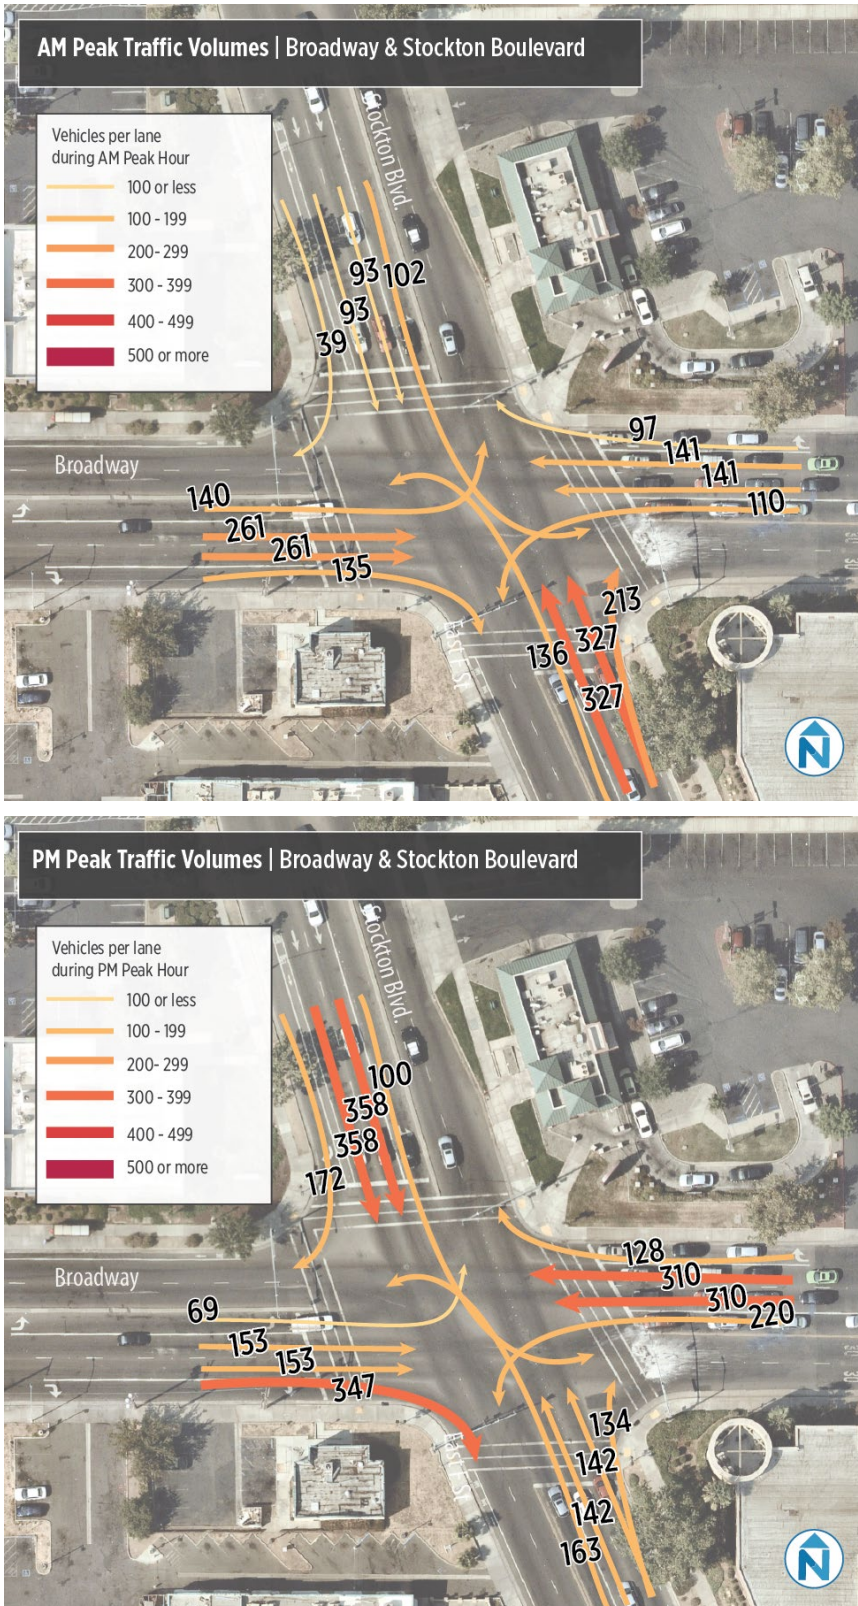 AM Peak Traffic Volumes | Broadway & Stockton Boulevard
Vehicles per lane
during AM Peak Hour
100 or less
100 - 199
200- 299
300 - 399
400 - 499
500 or more
Stockton Blvd.
93
102
93
39
97
141
141
110
Broadway
140
261
261
135
213
327
136
327
N
PM Peak Traffic Volumes | Broadway & Stockton Boulevard
Vehicles per lane
during PM Peak Hour
100 or less
100 - 199
200- 299
300 - 399
400 - 499
500 or more
Stockton Blvd.
100
358
358
172
128
310
310
220
Broadway
69
153
153
347
134
142
142
163
N